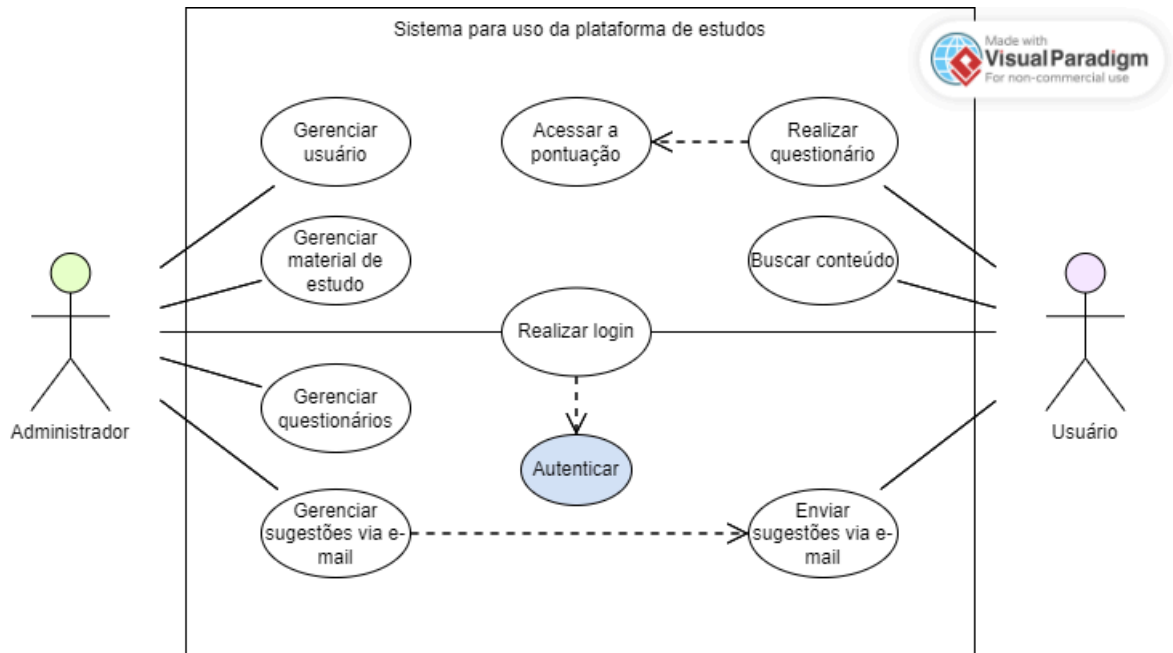 Sistema para uso da plataforma de estudos
Made with
Visual Paradigm
For non-commercial use
Gerenciar
usuário
Acessar a
pontuação
Realizar
questionário
Gerenciar
material de
estudo
Buscar conteúdo
Realizar login
Administrador
Usuário
Gerenciar
questionários
Autenticar
Gerenciar
sugestões via e-
mail
Enviar
sugestões via e-
mail